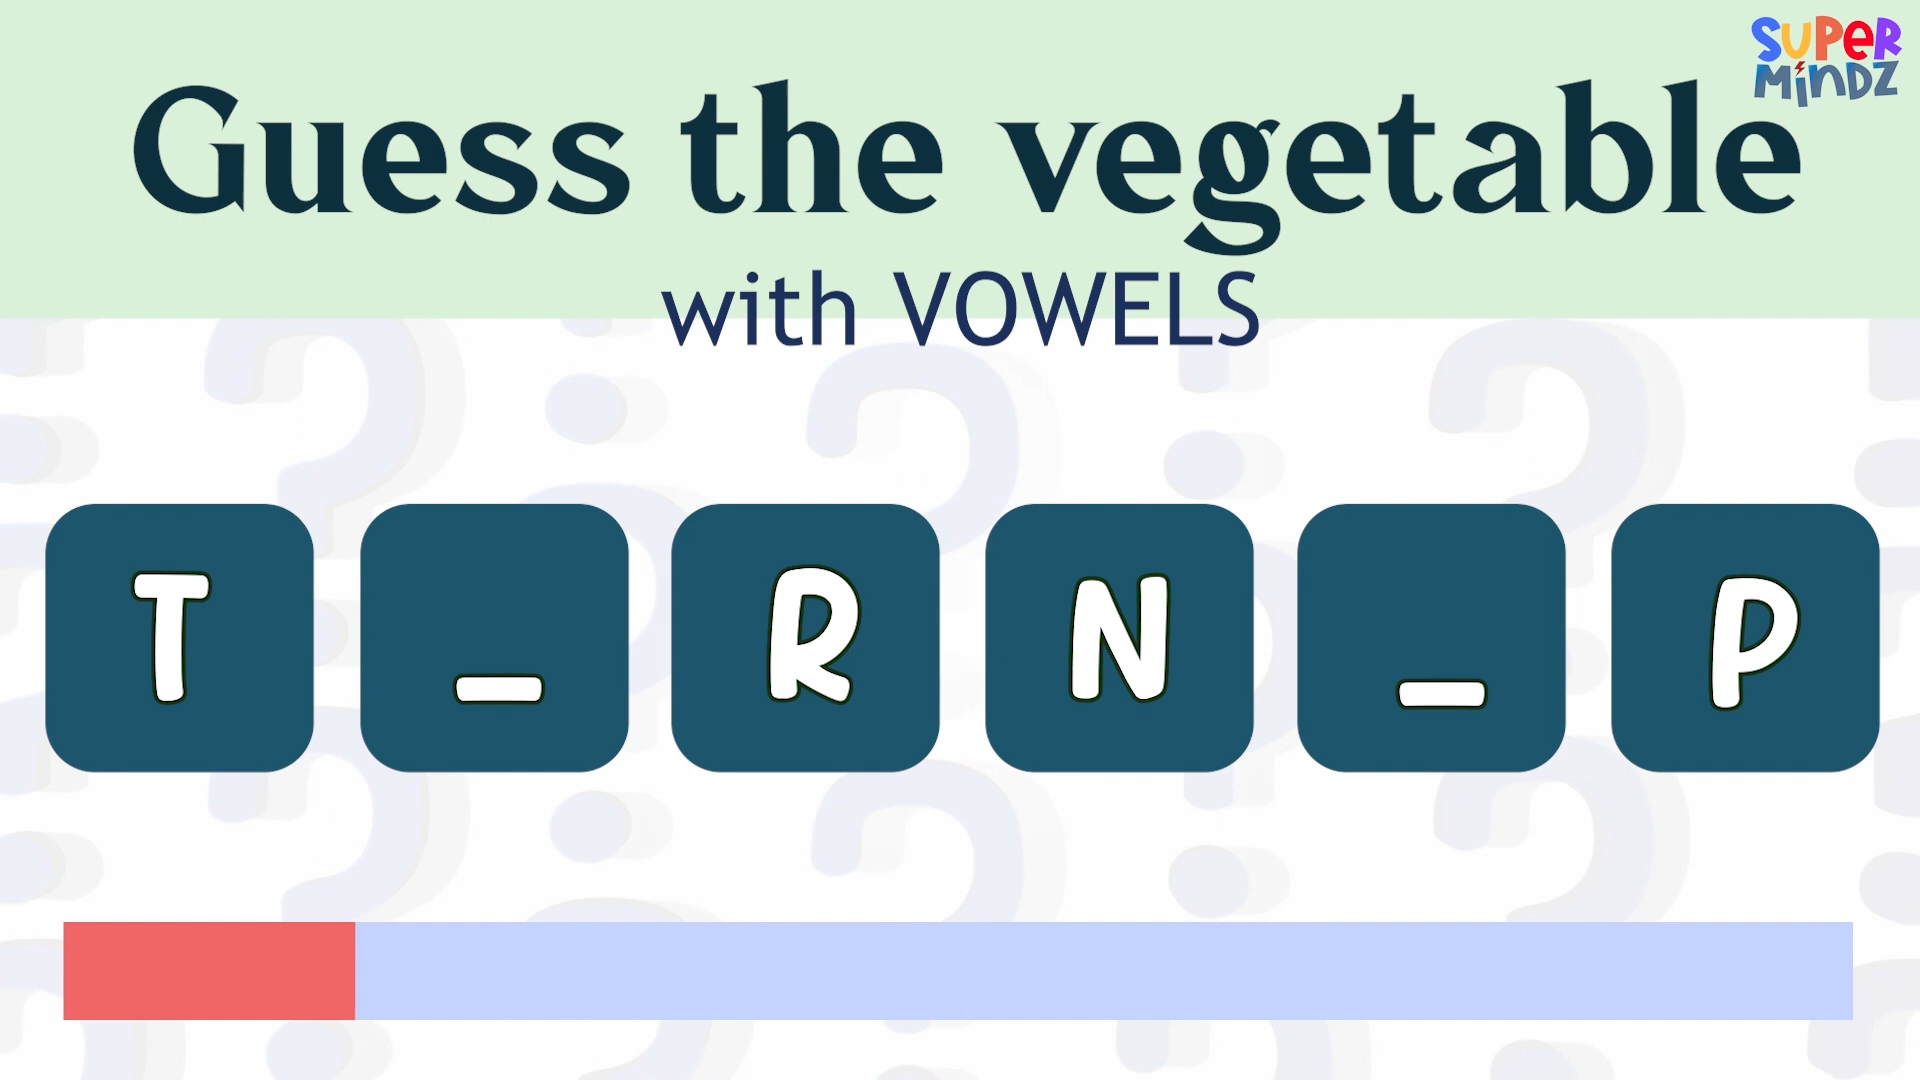 SUPER
MINDZ
Guess the vegetable
with VOWELS
T _ R N _ P